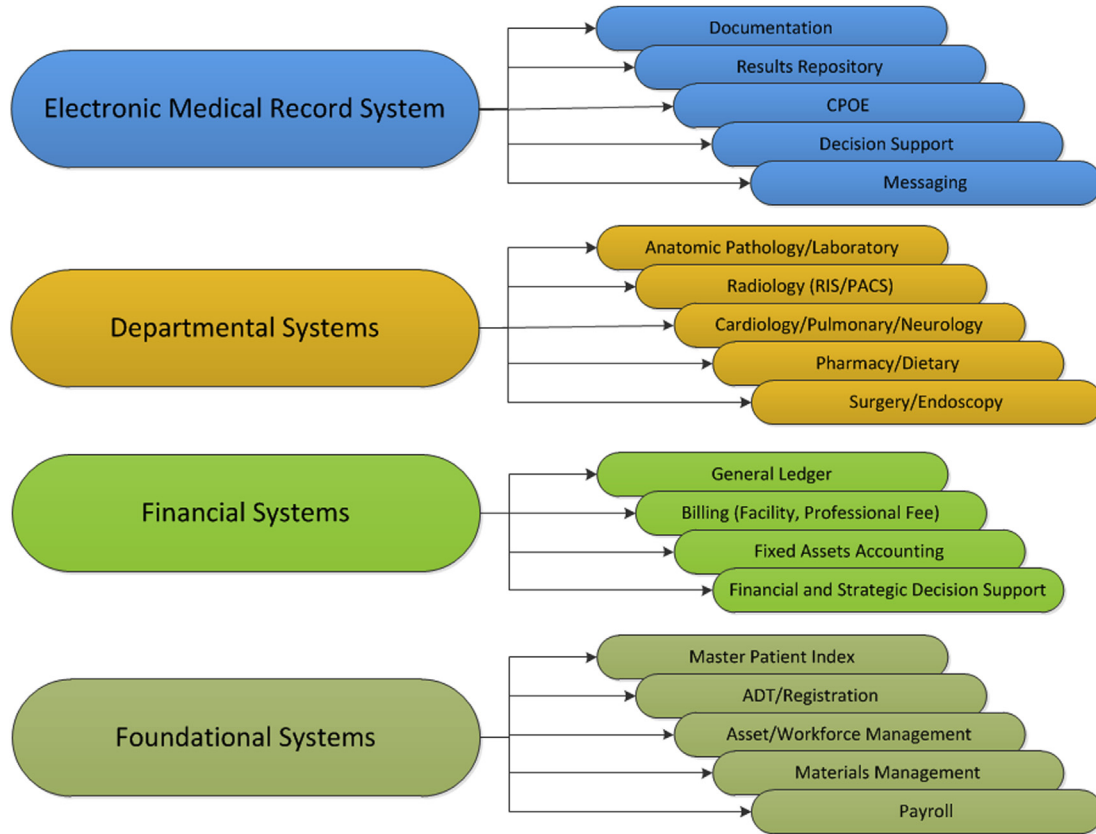 Electronic Medical Record System
Documentation
Results Repository
CPOE
Decision Support
Messaging
Departmental Systems
Anatomic Pathology/Laboratory
Radiology (RIS/PACS)
Cardiology/Pulmonary/Neurology
Pharmacy/Dietary
Surgery/Endoscopy
Financial Systems
General Ledger
Billing (Facility, Professional Fee)
Fixed Assets Accounting
Financial and Strategic Decision Support
Foundational Systems
Master Patient Index
ADT/Registration
Asset/Workforce Management
Materials Management
Payroll